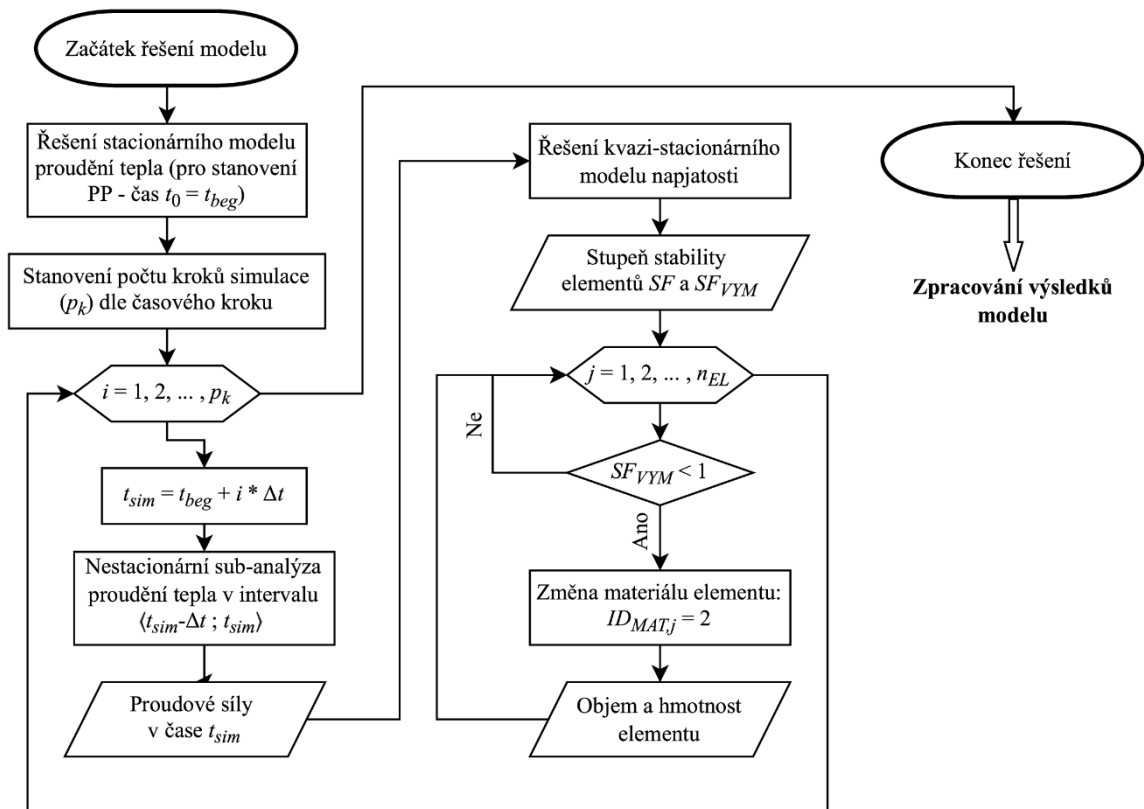 Začátek řešení modelu
Řešení stacionárního modelu
proudění tepla (pro stanovení
PP - čas t0 = tbeg)
Stanovení počtu kroků simulace
(pk) dle časového kroku
i = 1, 2, ... , pk
tsim = tbeg + i * Δt
Nestacionární sub-analýza
proudění tepla v intervalu
⟨tsim-Δt ; tsim⟩
Proudové síly
v čase tsim
Řešení kvazi-stacionárního
modelu napjatosti
Stupeň stability
elementů SF a SFVYM
j = 1, 2, ... , nEL
Ne
SFVYM < 1
Ano
Změna materiálu elementu:
IDMAT,j = 2
Objem a hmotnost
elementu
Konec řešení
Zpracování výsledků
modelu